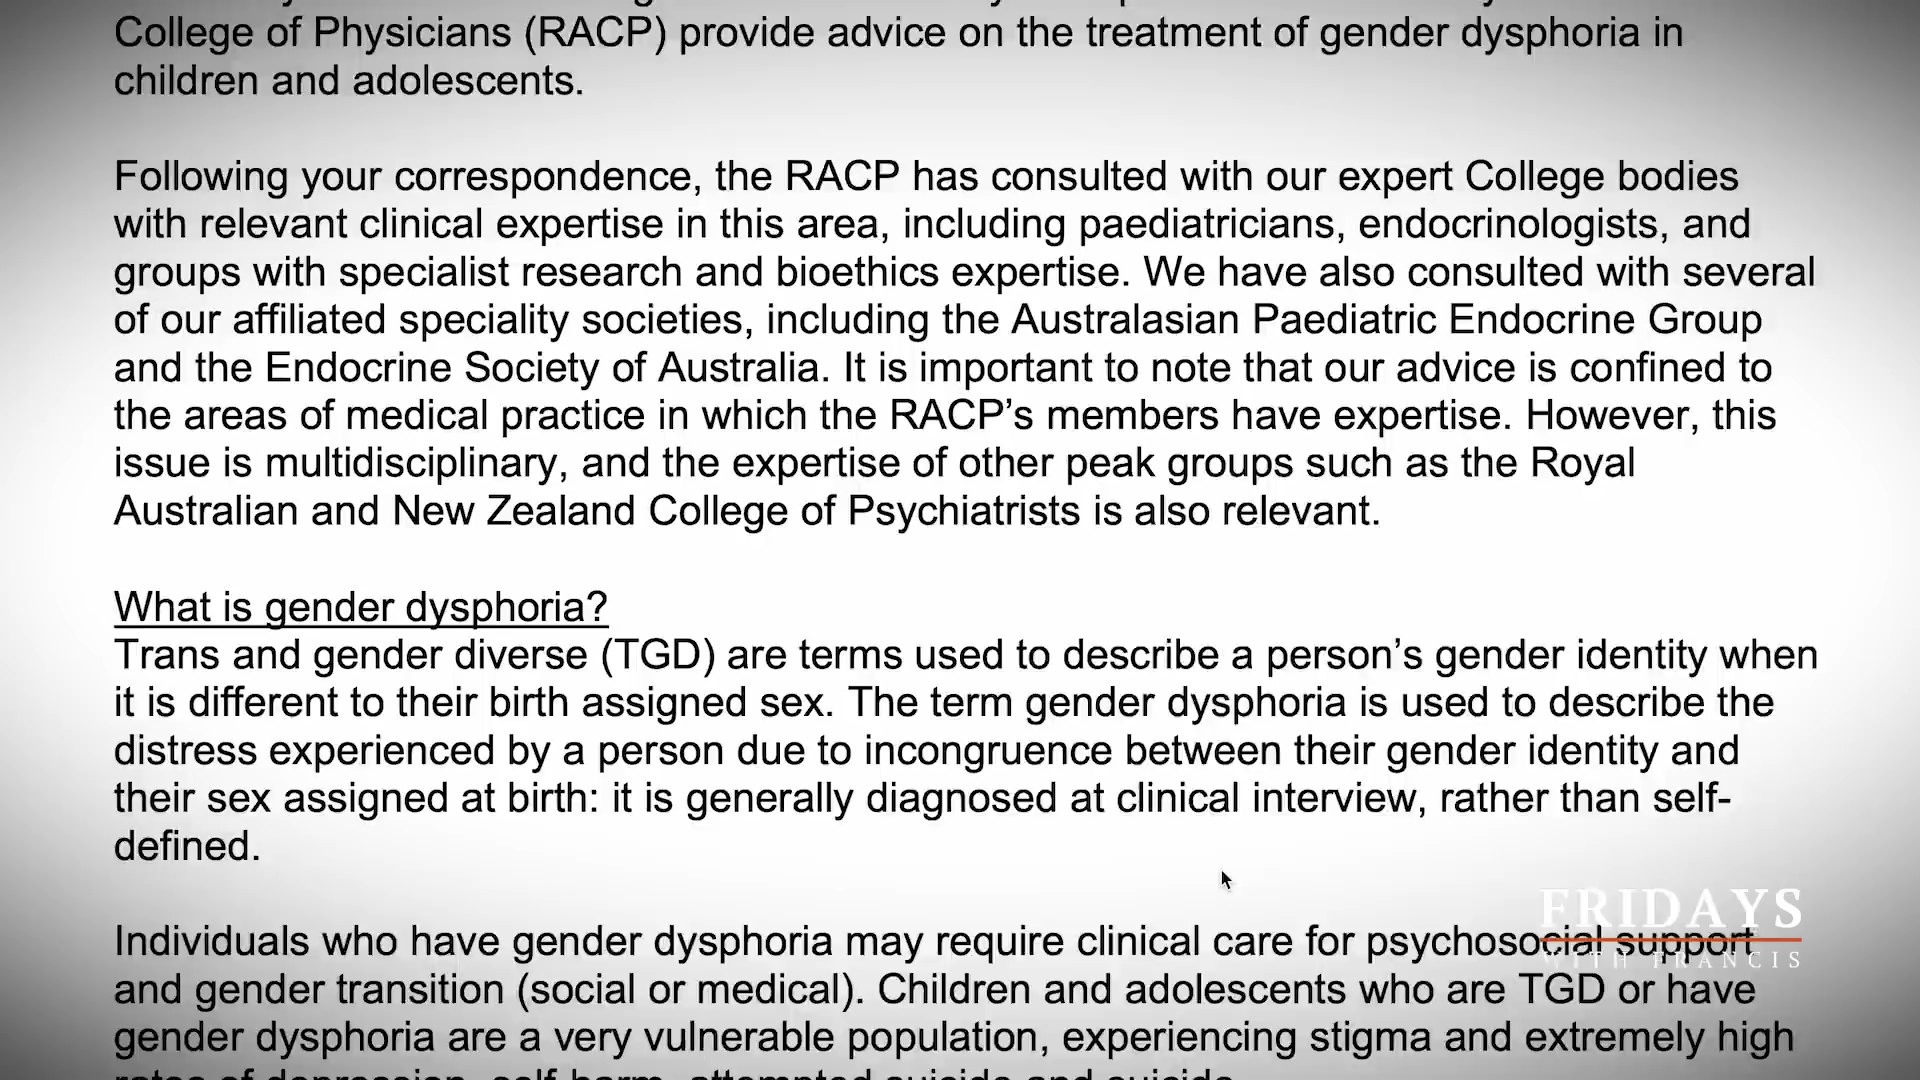 College of Physicians (RACP) provide advice on the treatment of gender dysphoria in
children and adolescents.
Following your correspondence, the RACP has consulted with our expert College bodies
with relevant clinical expertise in this area, including paediatricians, endocrinologists, and
groups with specialist research and bioethics expertise. We have also consulted with several
of our affiliated speciality societies, including the Australasian Paediatric Endocrine Group
and the Endocrine Society of Australia. It is important to note that our advice is confined to
the areas of medical practice in which the RACP’s members have expertise. However, this
issue is multidisciplinary, and the expertise of other peak groups such as the Royal
Australian and New Zealand College of Psychiatrists is also relevant.
What is gender dysphoria?
Trans and gender diverse (TGD) are terms used to describe a person’s gender identity when
it is different to their birth assigned sex. The term gender dysphoria is used to describe the
distress experienced by a person due to incongruence between their gender identity and
their sex assigned at birth: it is generally diagnosed at clinical interview, rather than self-
defined.
Individuals who have gender dysphoria may require clinical care for psychosocial support
and gender transition (social or medical). Children and adolescents who are TGD or have
gender dysphoria are a very vulnerable population, experiencing stigma and extremely high
rates of depression, self-harm, attempted suicide and suicide.
FRIDAYS
WITH FRANCIS